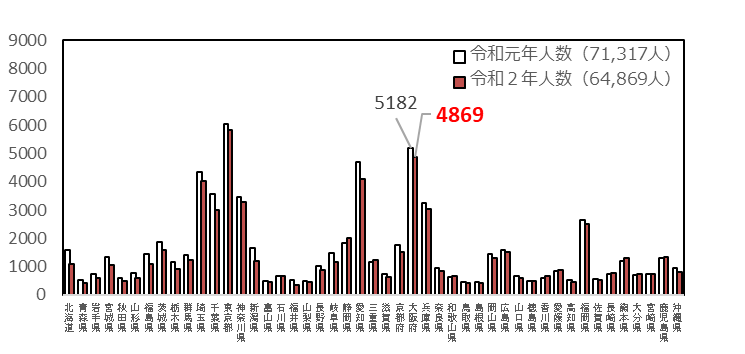 9000
8000
7000
6000
5000
4000
3000
2000
1000
0
令和元年人数（71,317人）
令和２年人数（64,869人）
5182
4869
北海道
青森県
岩手県
宮城県
秋田県
山形県
福島県
茨城県
栃木県
群馬県
埼玉県
千葉県
東京都
神奈川県
新潟県
富山県
石川県
福井県
山梨県
長野県
岐阜県
静岡県
愛知県
三重県
滋賀県
京都府
大阪府
兵庫県
奈良県
和歌山県
鳥取県
島根県
岡山県
広島県
山口県
徳島県
香川県
愛媛県
高知県
福岡県
佐賀県
長崎県
熊本県
大分県
宮崎県
鹿児島県
沖縄県